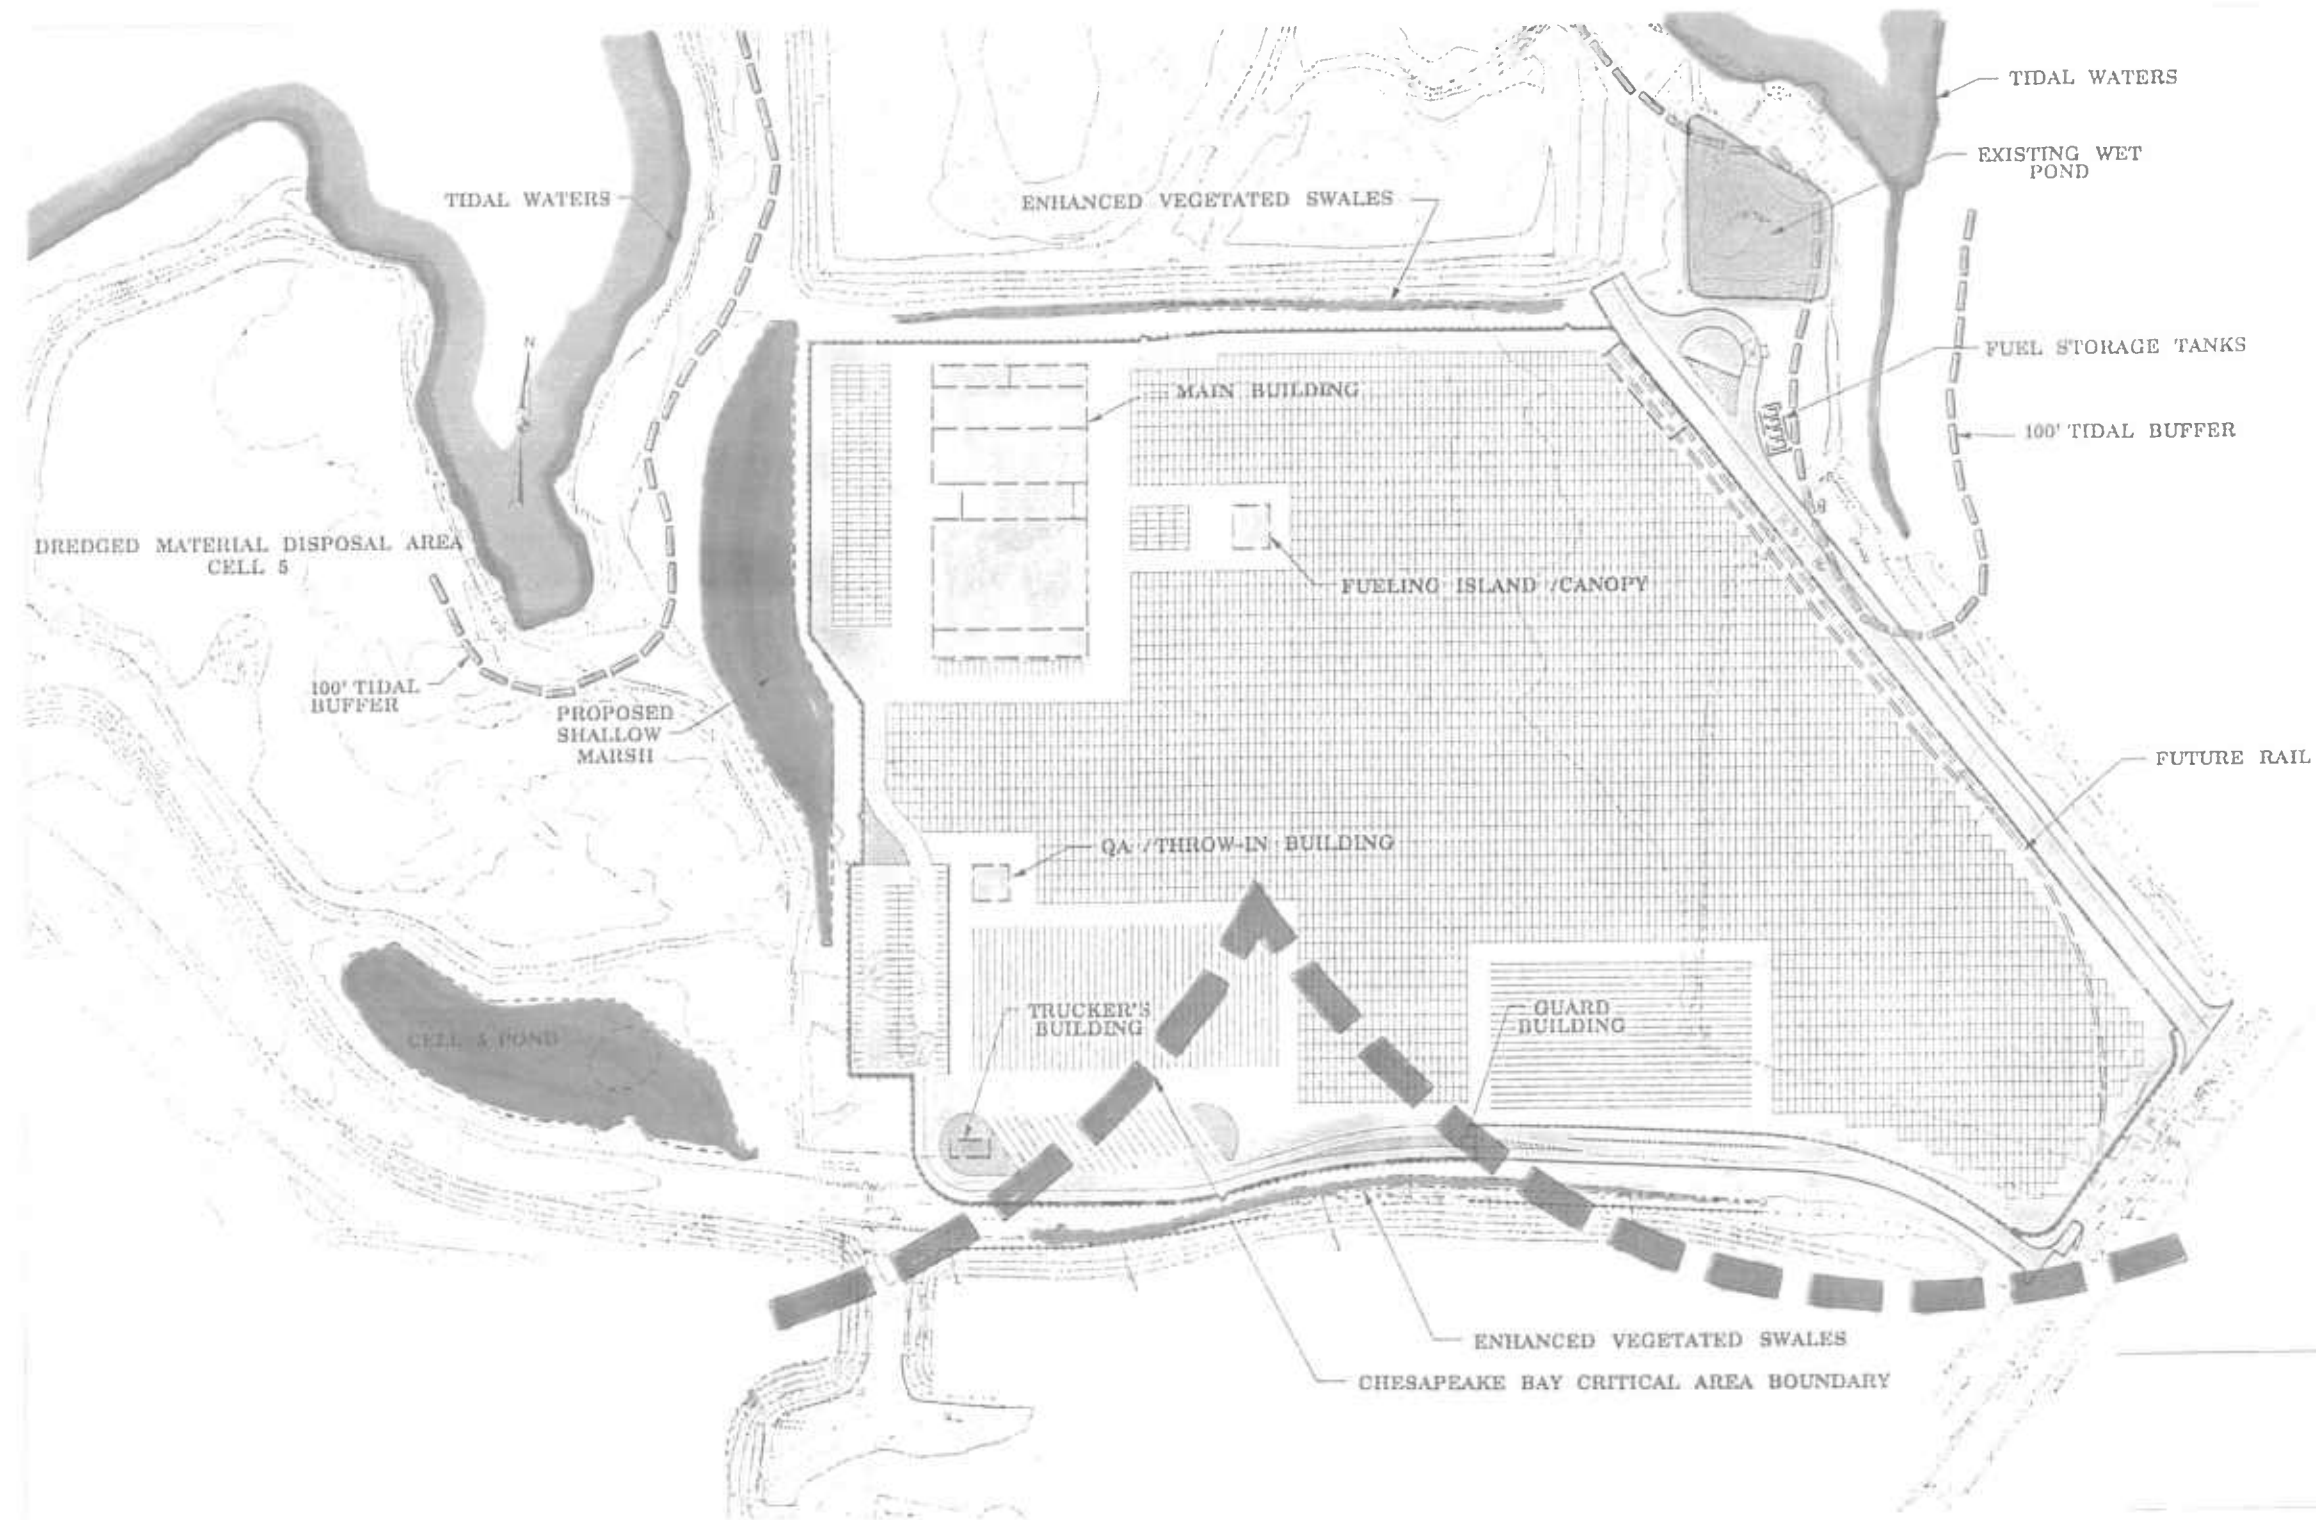 TIDAL WATERS
EXISTING WET
POND
TIDAL WATERS
ENHANCED VEGETATED SWALES
N
FUEL STORAGE TANKS
MAIN BUILDING
100' TIDAL BUFFER
DREDGED MATERIAL DISPOSAL AREA
CELL 5
FUELING ISLAND /CANOPY
100' TIDAL
BUFFER
PROPOSED
SHALLOW
MARSH
FUTURE RAIL
QA /THROW-IN BUILDING
TRUCKER'S
BUILDING
GUARD
BUILDING
CELL 5 POND
ENHANCED VEGETATED SWALES
CHESAPEAKE BAY CRITICAL AREA BOUNDARY